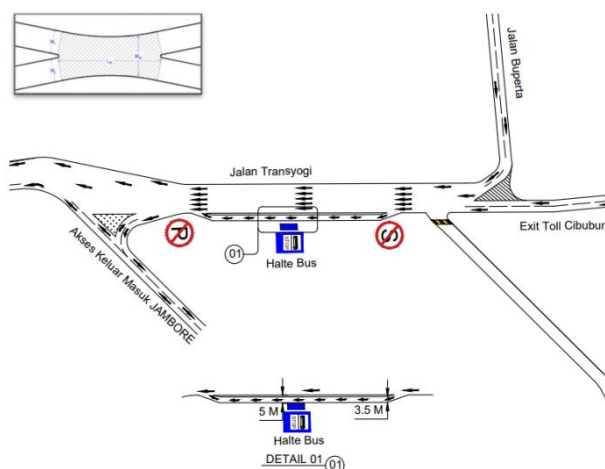 Jalan Buperta
Jalan Transyogi
Exit Toll Cibubur
P
S
01
Halte Bus
Akses Keluar Masuk JAMBORE
5 M
3.5 M
Halte Bus
DETAIL 01
01